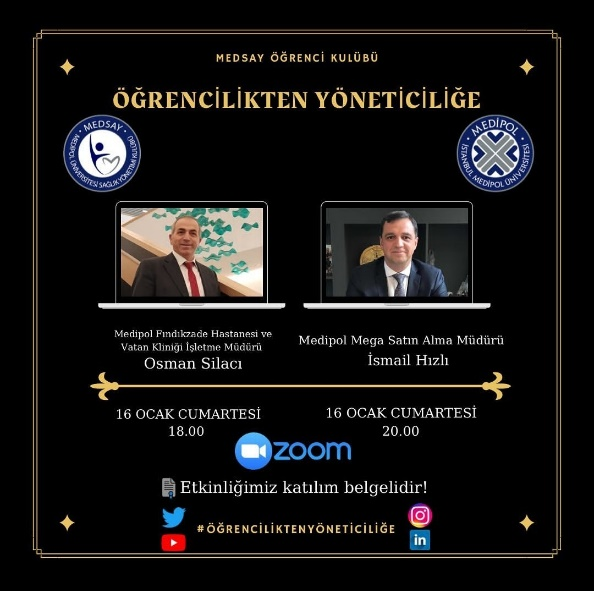 MEDSAY ÖĞRENCİ KULÜBÜ
ÖĞRENCİLİKTEN YÖNETİCİLİĞE
MEDSAY
MEDİPOL ÜNİVERSİTESİ SAĞLIK YÖNETİMİ KULÜBÜ
MEDİPOL
İSTANBUL MEDİPOL ÜNİVERSİTESİ
Medipol Fındıkzade Hastanesi ve
Vatan Kliniği İşletme Müdürü
Osman Silacı
Medipol Mega Satın Alma Müdürü
İsmail Hızlı
16 OCAK CUMARTESİ
18.00
16 OCAK CUMARTESİ
20.00
zoom
Etkinliğimiz katılım belgelidir!
#ÖĞRENCİLİKTENYÖNETİCİLİĞE
in